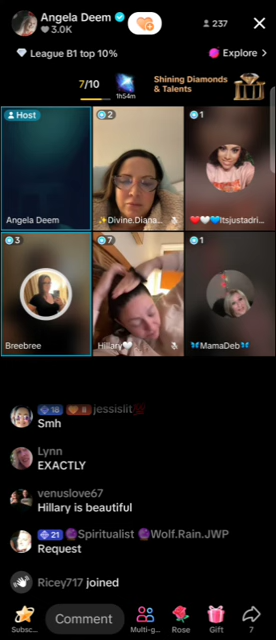 Angela Deem
3.0K
237
League B1 top 10%
Explore >
7/10
1h54m
Shining Diamonds
& Talents
Host
Angela Deem
2
✨Divine.Diana...
1
❤️🤍💙Itsjustadri...
3
Breebree
7
Hillary🤍
1
🦋MamaDeb🦋
18 8 jessislit💯
Smh
Lynn
EXACTLY
venuslove67
Hillary is beautiful
21 Spiritualist Wolf.Rain.JWP
Request
Ricey717 joined
Comment
Subsc...
Multi-g...
Rose
Gift
7